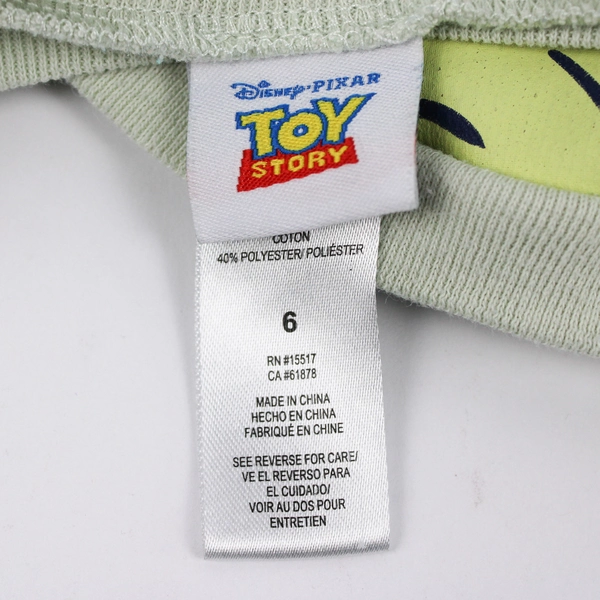 Disney·PIXAR
TOY
STORY
COTON
40% POLYESTER/ POLIÉSTER
6
RN #15517
CA #61878
MADE IN CHINA
HECHO EN CHINA
FABRIQUÉ EN CHINE
SEE REVERSE FOR CARE/
VE EL REVERSO PARA
EL CUIDADO/
VOIR AU DOS POUR
ENTRETIEN